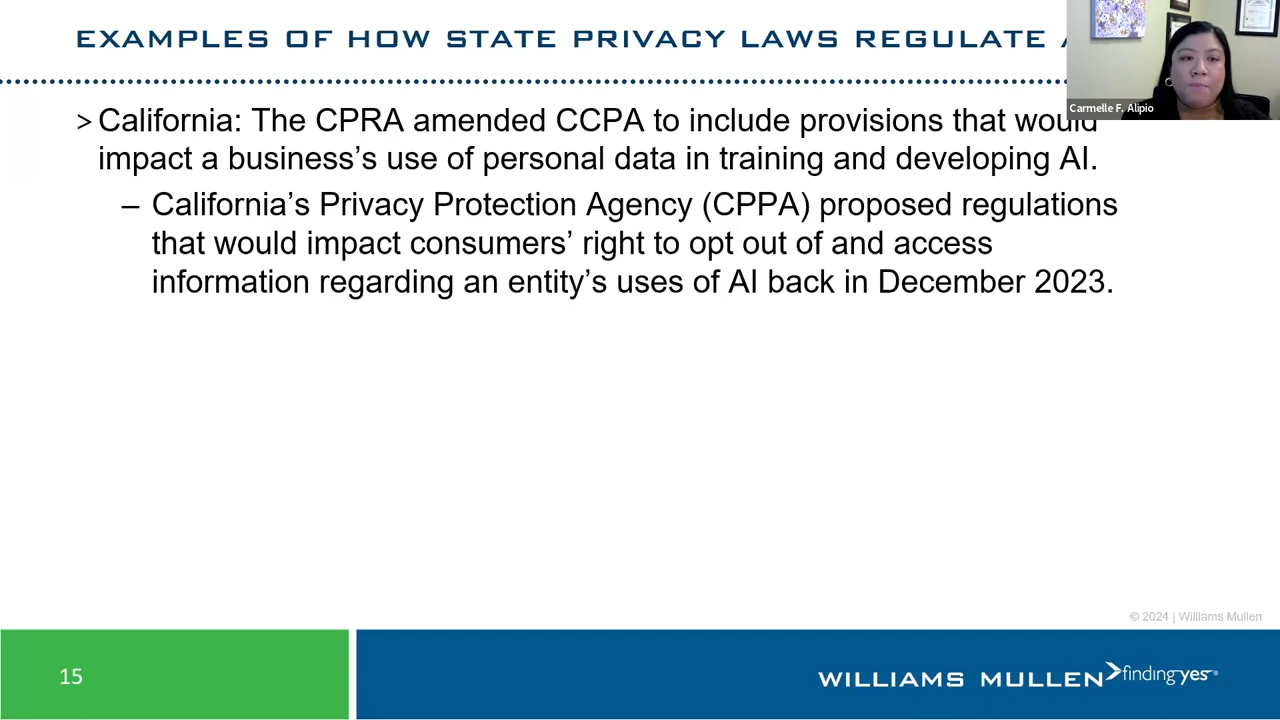 EXAMPLES OF HOW STATE PRIVACY LAWS REGULATE
Carmelle F. Alipio
> California: The CPRA amended CCPA to include provisions that would
impact a business’s use of personal data in training and developing AI.
– California’s Privacy Protection Agency (CPPA) proposed regulations
that would impact consumers’ right to opt out of and access
information regarding an entity’s uses of AI back in December 2023.
© 2024 | Williams Mullen
15
WILLIAMS MULLEN finding yes